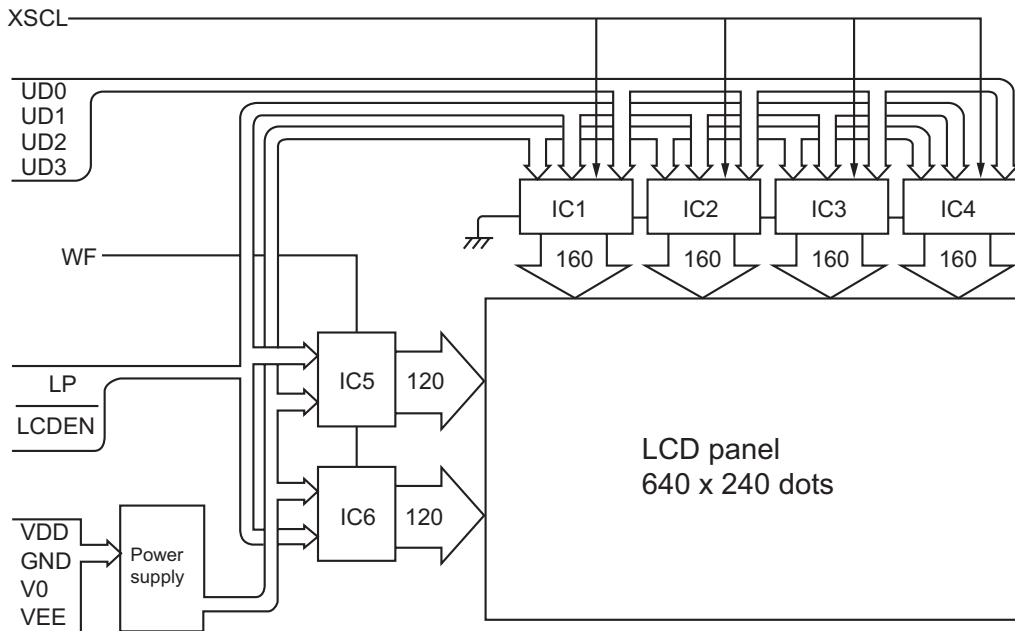 XSCL
UD0
UD1
UD2
UD3
IC1
IC2
IC3
IC4
160
160
160
160
WF
LP
LCDEN
IC5
120
IC6
120
LCD panel
640 x 240 dots
VDD
GND
V0
VEE
Power
supply